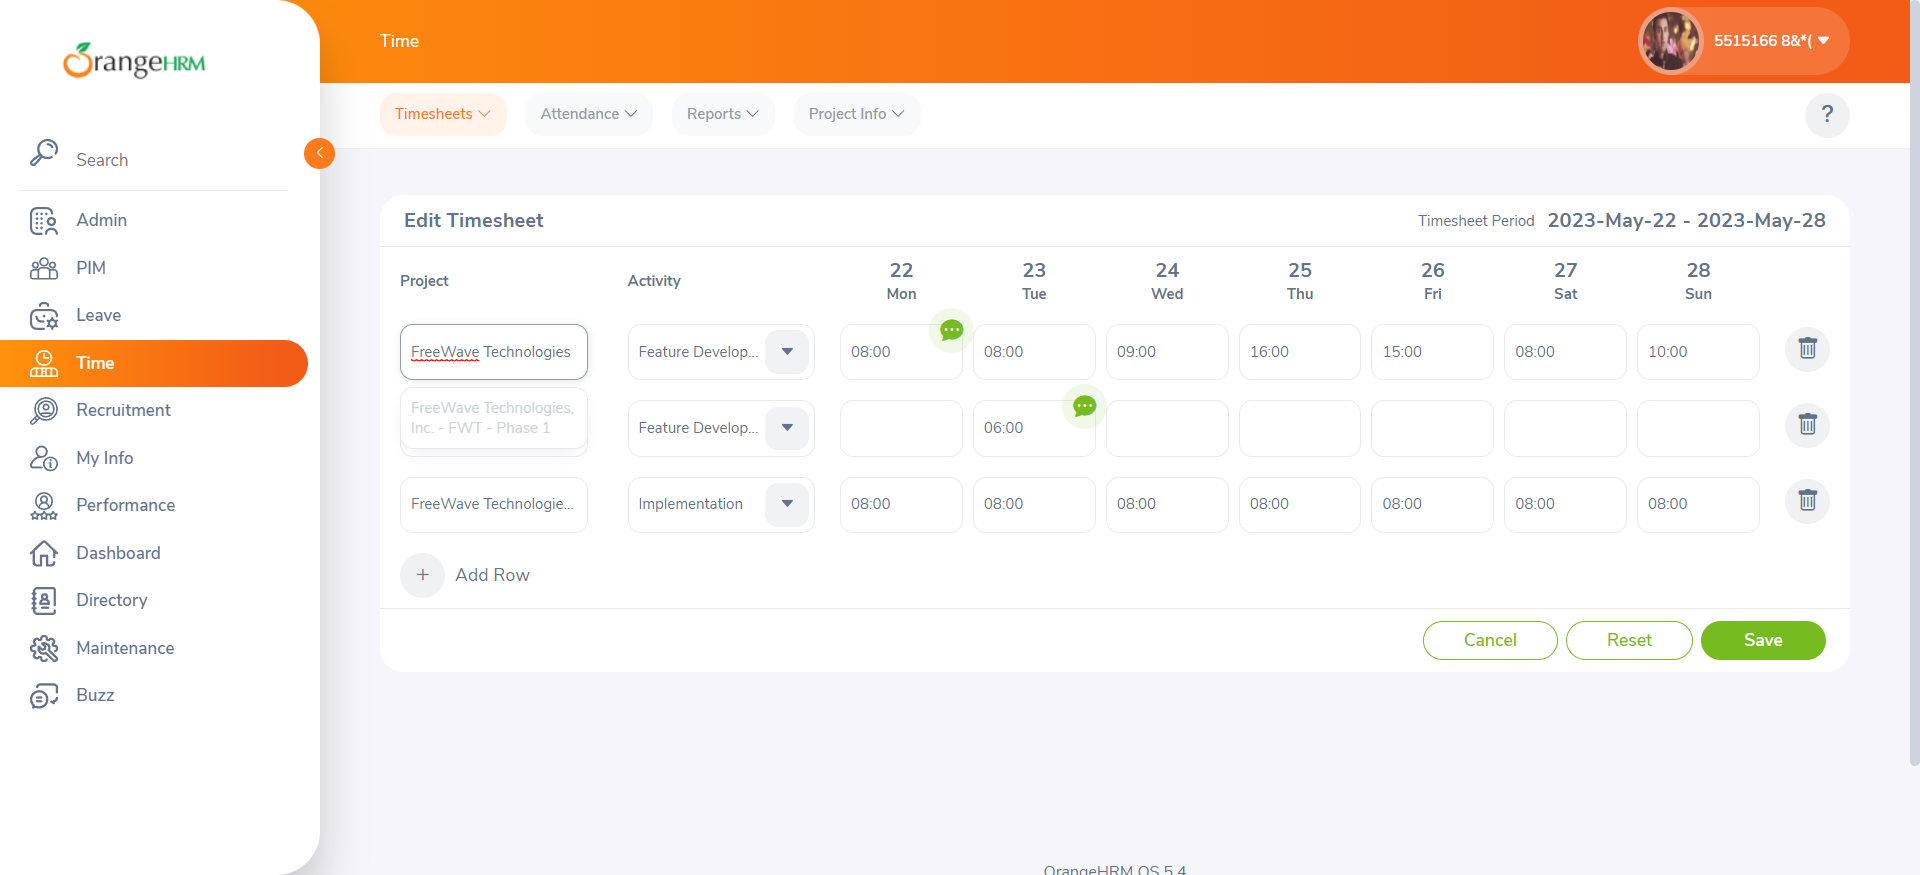 OrangeHRM
Search
Admin
PIM
Leave
Time
Recruitment
My Info
Performance
Dashboard
Directory
Maintenance
Buzz
Time
5515166 8&*(
Timesheets
Attendance
Reports
Project Info
?
Edit Timesheet
Timesheet Period 2023-May-22 - 2023-May-28
Project Activity 22 Mon 23 Tue 24 Wed 25 Thu 26 Fri 27 Sat 28 Sun
FreeWave Technologies Feature Develop... 08:00 08:00 09:00 16:00 15:00 08:00 10:00
FreeWave Technologies,
Inc. - FWT - Phase 1
Feature Develop... 06:00
FreeWave Technologie... Implementation 08:00 08:00 08:00 08:00 08:00 08:00 08:00
+ Add Row
Cancel Reset Save
OrangeHRM OS 5.4